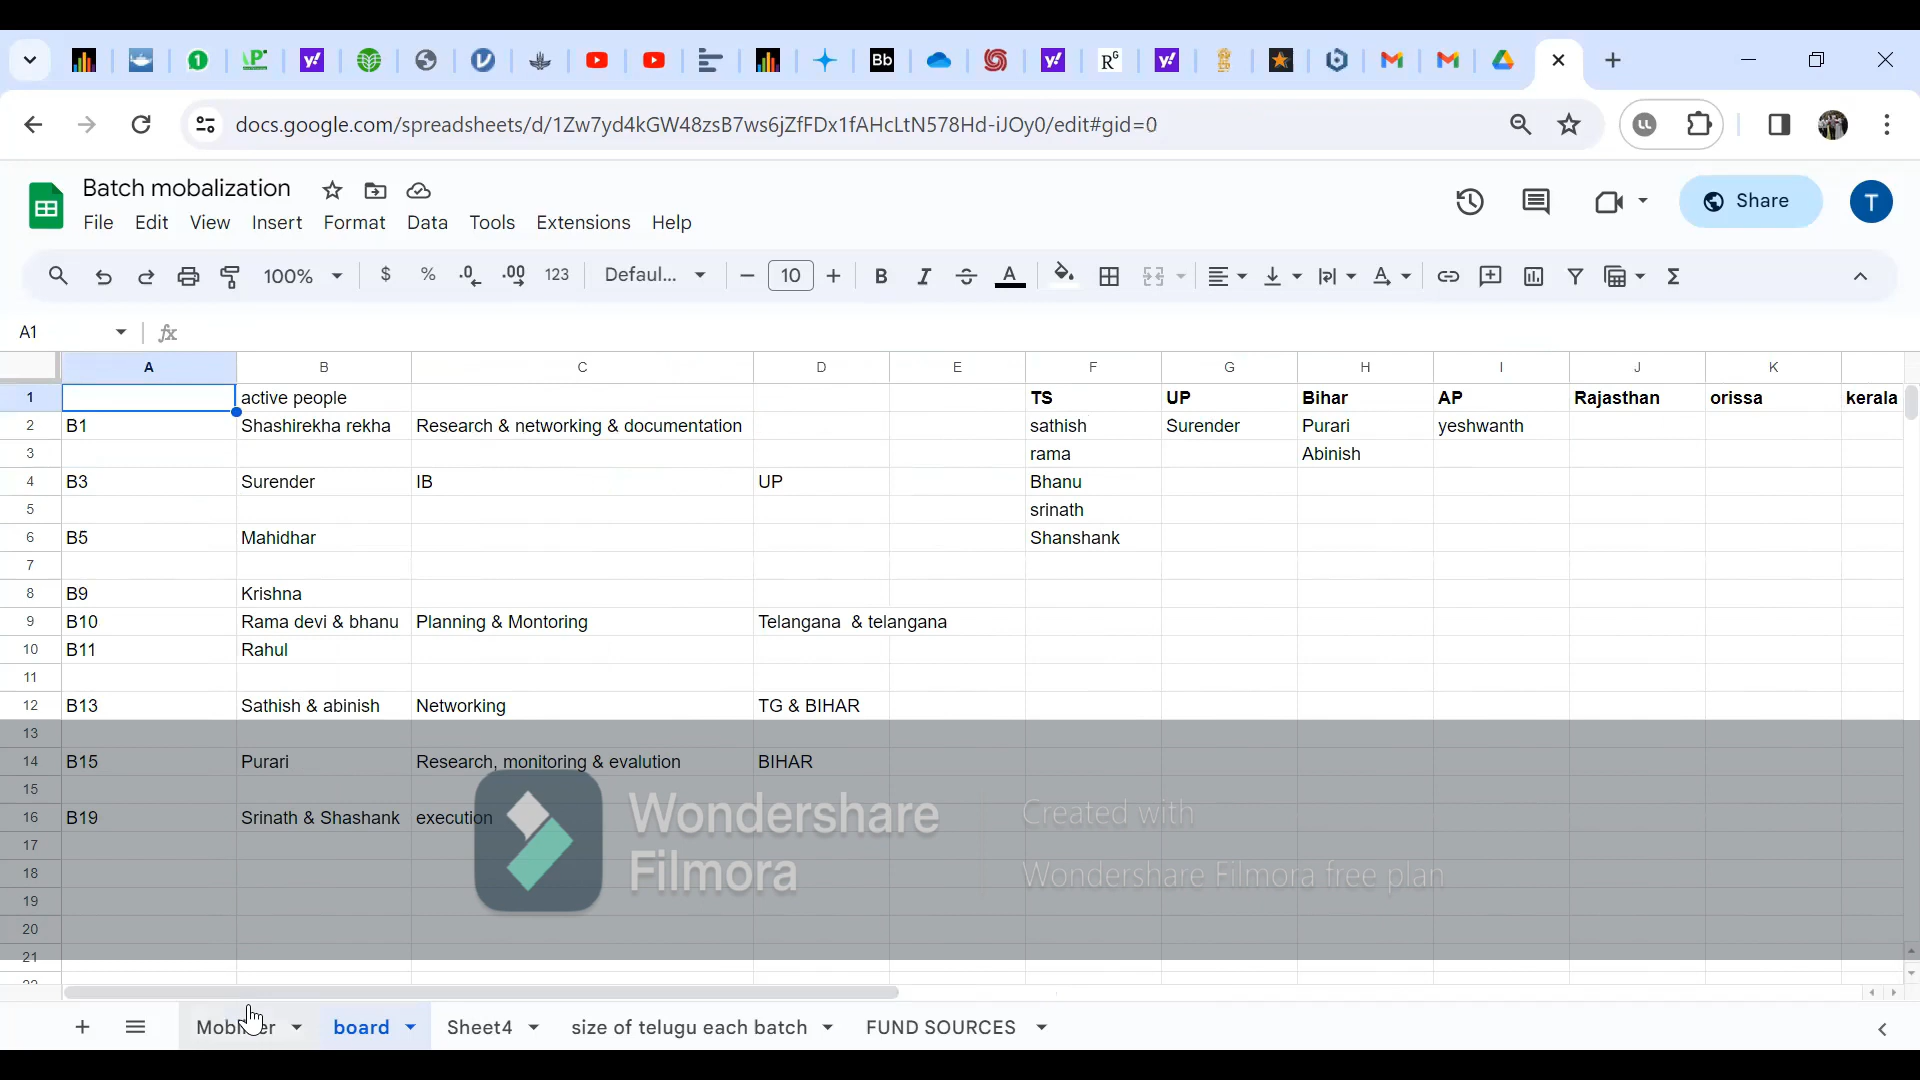 docs.google.com/spreadsheets/d/1Zw7yd4kGW48zsB7ws6jZfFDx1fAHcLtN578Hd-iJOy0/edit#gid=0
Batch mobalization
File Edit View Insert Format Data Tools Extensions Help
Share
T
100% $ % .0 .00 123 Defaul... 10 B I A
A1
A B C D E F G H I J K
1 active people TS UP Bihar AP Rajasthan orissa kerala
2 B1 Shashirekha rekha Research & networking & documentation sathish Surender Purari yeshwanth
3 rama Abinish
4 B3 Surender IB UP Bhanu
5 srinath
6 B5 Mahidhar Shanshank
7
8 B9 Krishna
9 B10 Rama devi & bhanu Planning & Montoring Telangana & telangana
10 B11 Rahul
11
12 B13 Sathish & abinish Networking TG & BIHAR
13
14 B15 Purari Research, monitoring & evalution BIHAR
15
16 B19 Srinath & Shashank execution
17
18
19
20
21
Wondershare
Filmora
Created with
Wondershare Filmora free plan
board Sheet4 size of telugu each batch FUND SOURCES